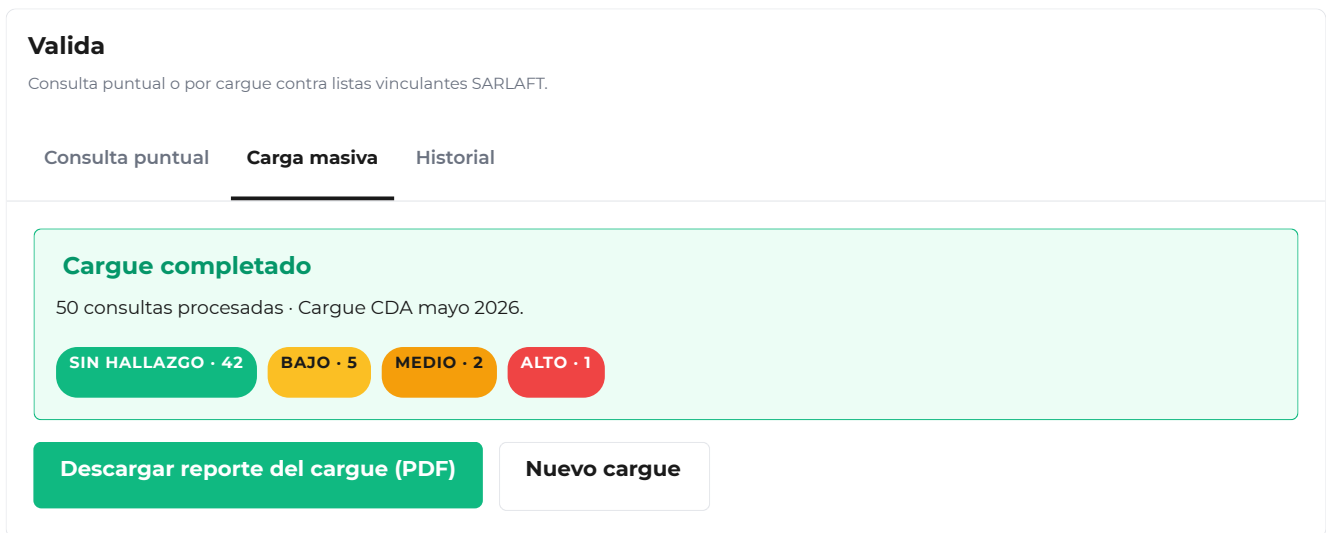 Valida
Consulta puntual o por cargue contra listas vinculantes SARLAFT.
Consulta puntual Carga masiva Historial
Cargue completado
50 consultas procesadas · Cargue CDA mayo 2026.
SIN HALLAZGO · 42 BAJO · 5 MEDIO · 2 ALTO · 1
Descargar reporte del cargue (PDF) Nuevo cargue